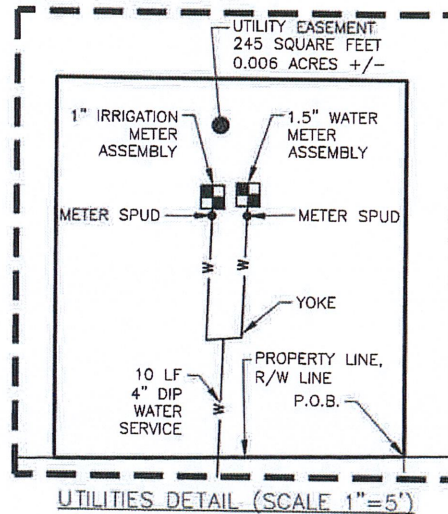 UTILITY EASEMENT
245 SQUARE FEET
0.006 ACRES +/-
1" IRRIGATION
METER
ASSEMBLY
1.5" WATER
METER
ASSEMBLY
METER SPUD
METER SPUD
W
W
YOKE
10 LF
4" DIP
WATER
SERVICE
W
PROPERTY LINE,
R/W LINE
P.O.B.
UTILITIES DETAIL (SCALE 1"=5')